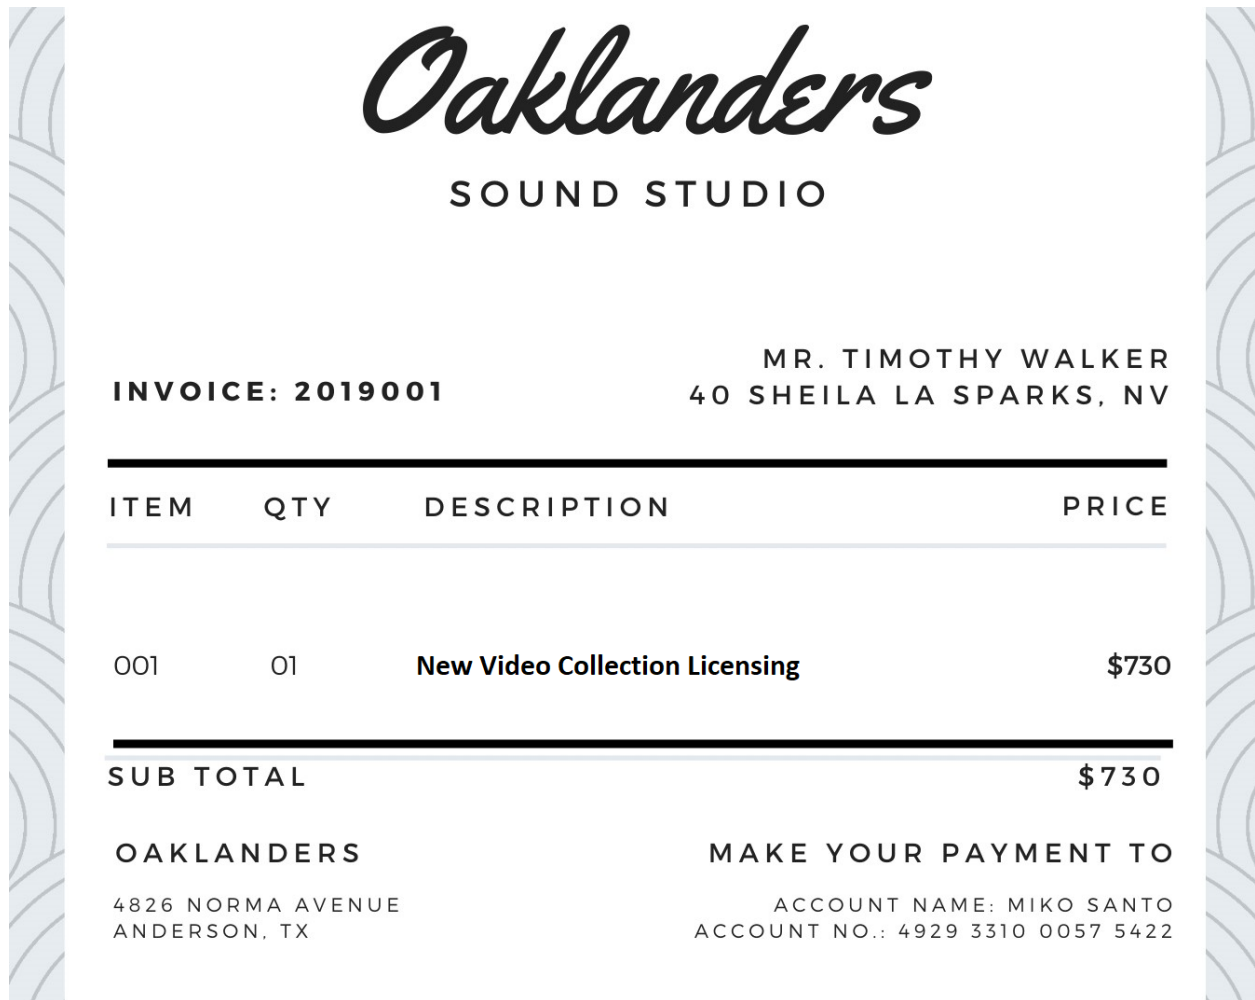 Oaklanders
SOUND STUDIO
MR. TIMOTHY WALKER
INVOICE: 2019001
40 SHEILA LA SPARKS, NV
ITEM QTY DESCRIPTION PRICE
001 01 New Video Collection Licensing $730
SUB TOTAL $730
OAKLANDERS MAKE YOUR PAYMENT TO
4826 NORMA AVENUE ACCOUNT NAME: MIKO SANTO
ANDERSON, TX ACCOUNT NO.: 4929 3310 0057 5422